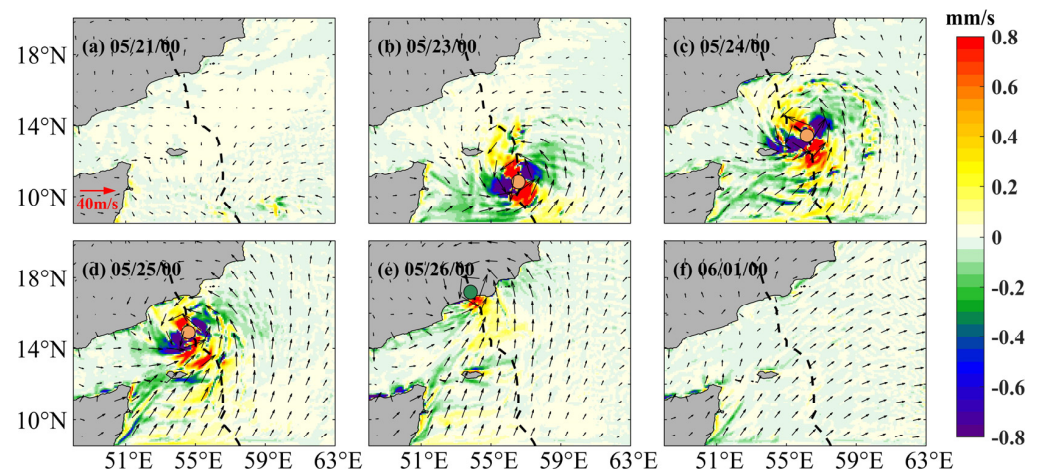 mm/s
18°N
(a) 05/21/00
(b) 05/23/00
(c) 05/24/00
0.8
0.6
14°N
0.4
10°N
40m/s
0.2
0
18°N
(d) 05/25/00
(e) 05/26/00
(f) 06/01/00
-0.2
14°N
-0.4
-0.6
10°N
-0.8
51°E 55°E 59°E 63°E 51°E 55°E 59°E 63°E 51°E 55°E 59°E 63°E